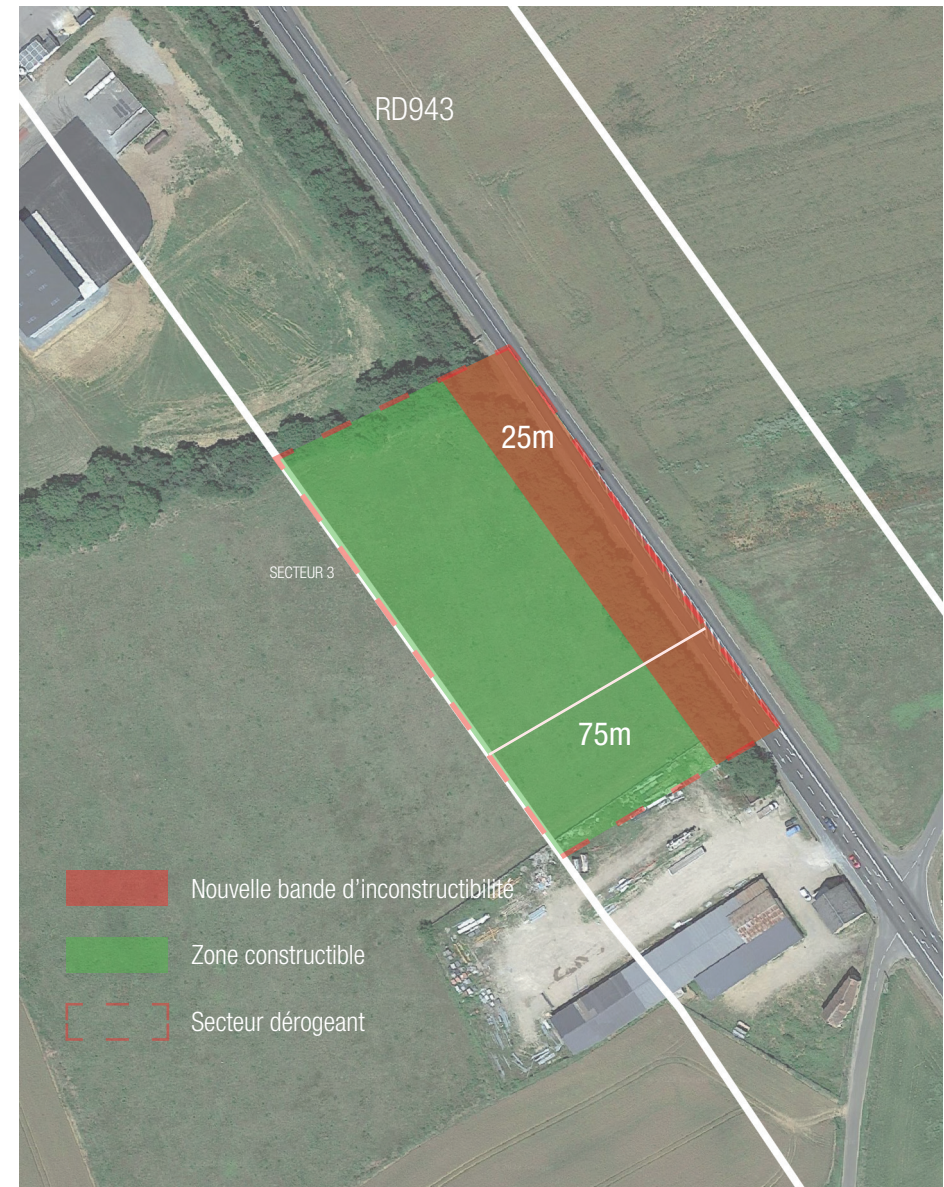 RD943
25m
SECTEUR 3
75m
Nouvelle bande d'inconstructibilité
Zone constructible
Secteur dérogeant